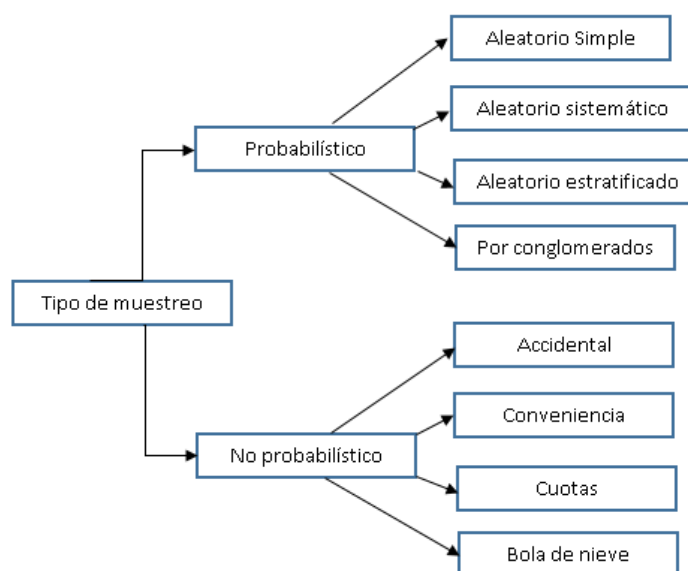 Tipo de muestreo
Probabilístico
Aleatorio Simple
Aleatorio sistemático
Aleatorio estratificado
Por conglomerados
No probabilístico
Accidental
Conveniencia
Cuotas
Bola de nieve